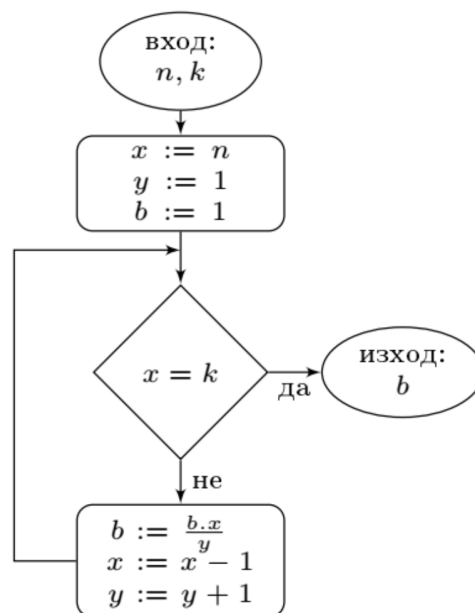 вход:
n, k
x := n
y := 1
b := 1
x = k
да
изход:
b
не
b := b.x/y
x := x − 1
y := y + 1